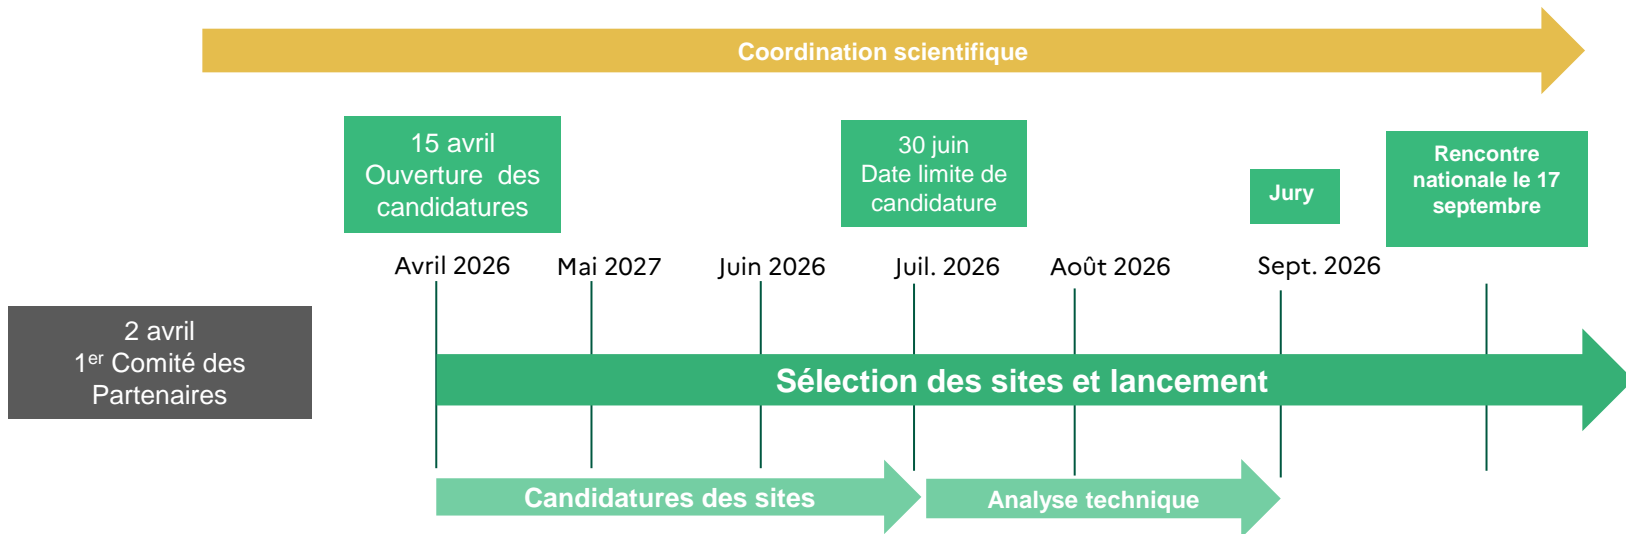 Coordination scientifique
15 avril
Ouverture des
candidatures
30 juin
Date limite de
candidature
Jury
Rencontre
nationale le 17
septembre
Avril 2026
Mai 2027
Juin 2026
Juil. 2026
Août 2026
Sept. 2026
2 avril
1er Comité des
Partenaires
Sélection des sites et lancement
Candidatures des sites
Analyse technique